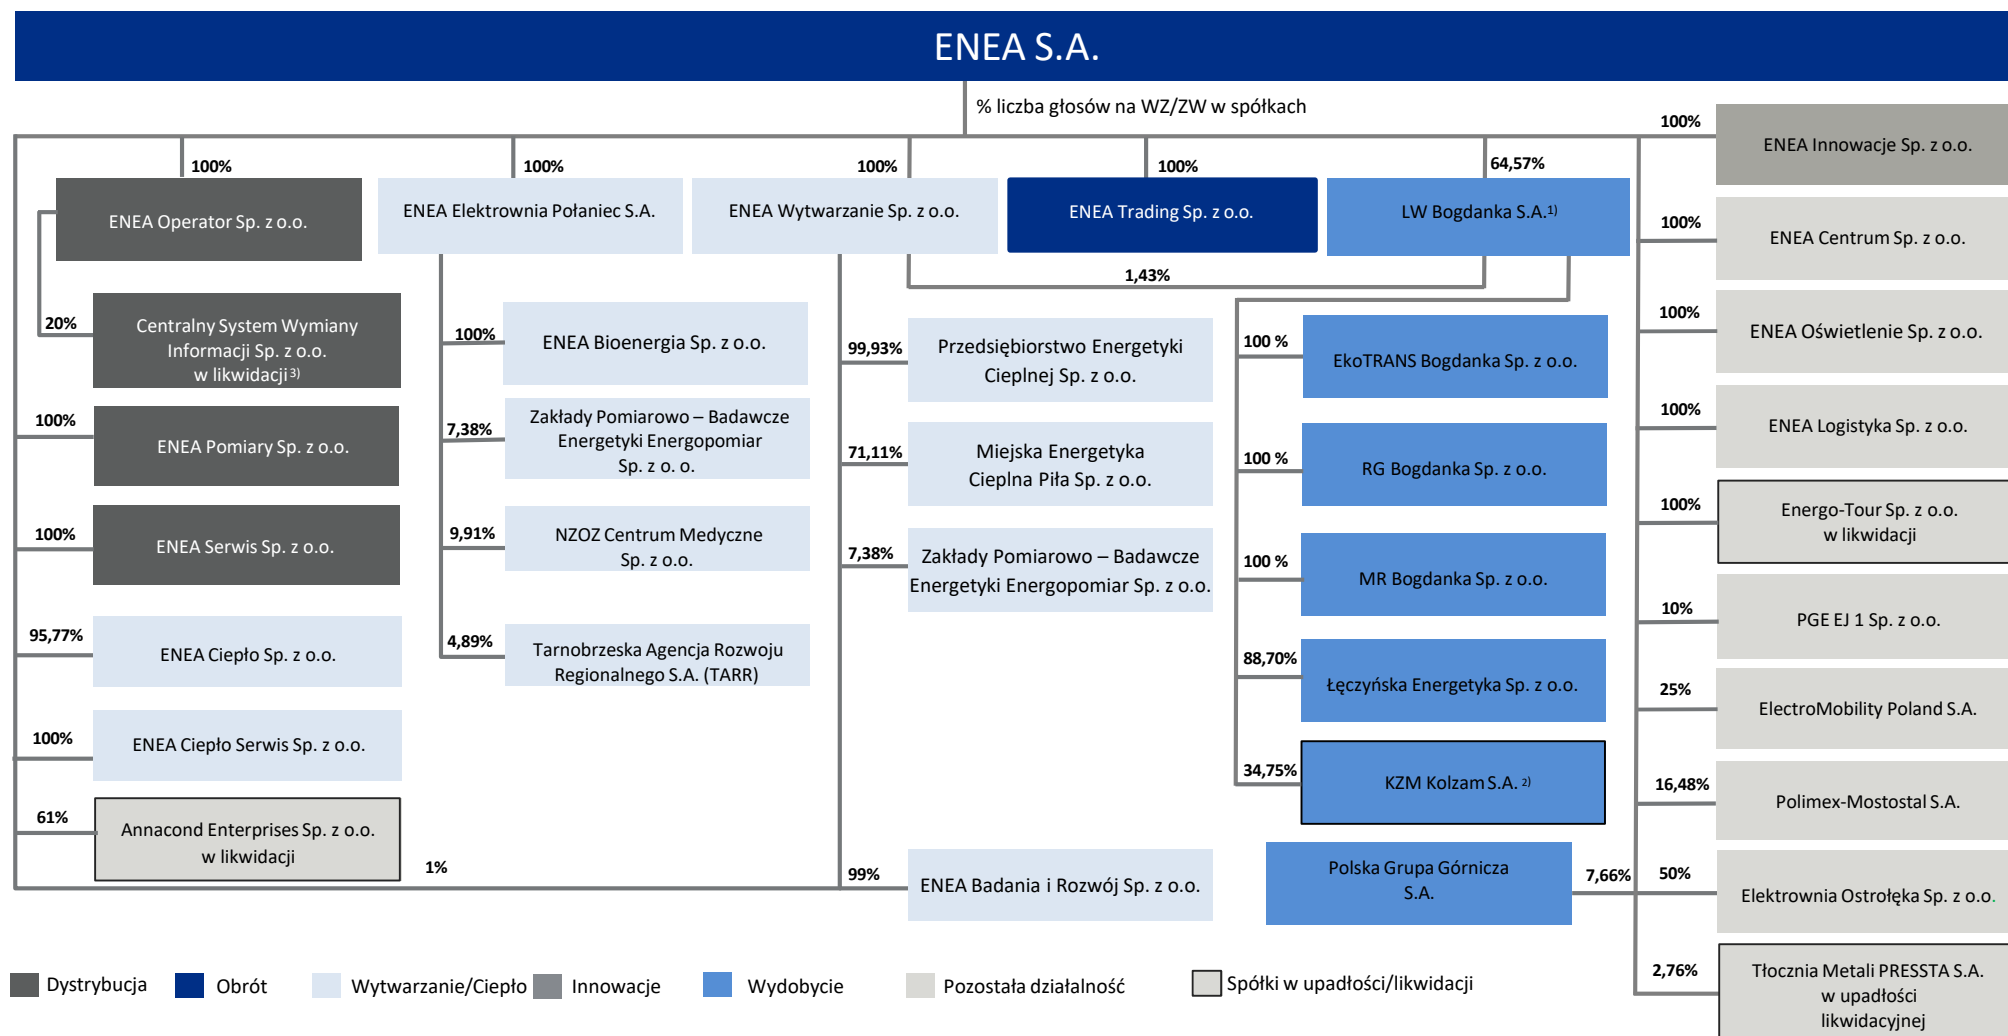 ENEA S.A.
% liczba głosów na WZ/ZW w spółkach
100%
100%
100%
100%
64,57%
ENEA Operator Sp. z o.o.
ENEA Elektrownia Połaniec S.A.
ENEA Wytwarzanie Sp. z o.o.
ENEA Trading Sp. z o.o.
LW Bogdanka S.A.1)
1,43%
20%
Centralny System Wymiany
Informacji Sp. z o.o.
w likwidacji 3)
100%
ENEA Pomiary Sp. z o.o.
100%
ENEA Serwis Sp. z o.o.
95,77%
ENEA Ciepło Sp. z o.o.
100%
ENEA Ciepło Serwis Sp. z o.o.
61%
Annacond Enterprises Sp. z o.o.
w likwidacji
1%
100%
ENEA Bioenergia Sp. z o.o.
7,38%
Zakłady Pomiarowo – Badawcze
Energetyki Energopomiar
Sp. z o. o.
9,91%
NZOZ Centrum Medyczne
Sp. z o.o.
4,89%
Tarnobrzeska Agencja Rozwoju
Regionalnego S.A. (TARR)
99,93%
Przedsiębiorstwo Energetyki
Cieplnej Sp. z o.o.
71,11%
Miejska Energetyka
Cieplna Piła Sp. z o.o.
7,38%
Zakłady Pomiarowo – Badawcze
Energetyki Energopomiar Sp. z o.o.
99%
ENEA Badania i Rozwój Sp. z o.o.
100 %
EkoTRANS Bogdanka Sp. z o.o.
100 %
RG Bogdanka Sp. z o.o.
100 %
MR Bogdanka Sp. z o.o.
88,70%
Łęczyńska Energetyka Sp. z o.o.
34,75%
KZM Kolzam S.A. 2)
Polska Grupa Górnicza
S.A.
7,66%
100%
ENEA Innowacje Sp. z o.o.
100%
ENEA Centrum Sp. z o.o.
100%
ENEA Oświetlenie Sp. z o.o.
100%
ENEA Logistyka Sp. z o.o.
100%
Energo-Tour Sp. z o.o.
w likwidacji
10%
PGE EJ 1 Sp. z o.o.
25%
ElectroMobility Poland S.A.
16,48%
Polimex-Mostostal S.A.
50%
Elektrownia Ostrołęka Sp. z o.o.
2,76%
Tłocznia Metali PRESSTA S.A.
w upadłości
likwidacyjnej
Dystrybucja
Obrót
Wytwarzanie/Ciepło
Innowacje
Wydobycie
Pozostała działalność
Spółki w upadłości/likwidacji